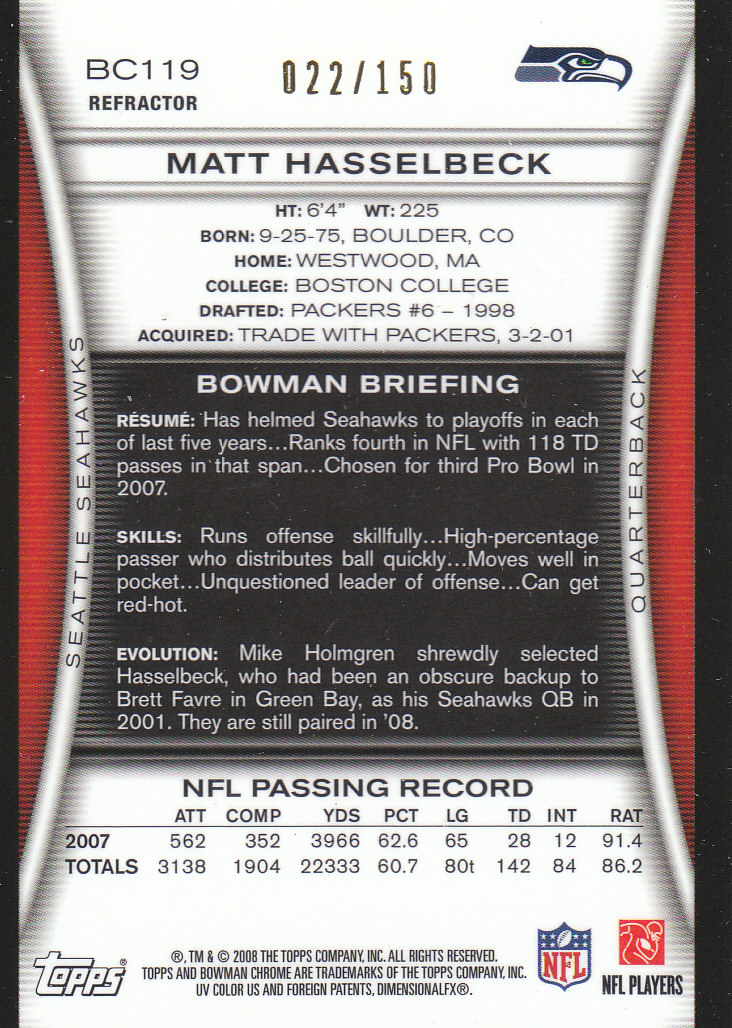 BC119
REFRACTOR
022/150
MATT HASSELBECK
HT: 6'4" WT: 225
BORN: 9-25-75, BOULDER, CO
HOME: WESTWOOD, MA
COLLEGE: BOSTON COLLEGE
DRAFTED: PACKERS #6 – 1998
ACQUIRED: TRADE WITH PACKERS, 3-2-01
SEATTLE SEAHAWKS
QUARTERBACK
BOWMAN BRIEFING
RÉSUMÉ: Has helmed Seahawks to playoffs in each
of last five years...Ranks fourth in NFL with 118 TD
passes in that span...Chosen for third Pro Bowl in
2007.
SKILLS: Runs offense skillfully...High-percentage
passer who distributes ball quickly...Moves well in
pocket...Unquestioned leader of offense...Can get
red-hot.
EVOLUTION: Mike Holmgren shrewdly selected
Hasselbeck, who had been an obscure backup to
Brett Favre in Green Bay, as his Seahawks QB in
2001. They are still paired in '08.
NFL PASSING RECORD
ATT COMP YDS PCT LG TD INT RAT
2007 562 352 3966 62.6 65 28 12 91.4
TOTALS 3138 1904 22333 60.7 80t 142 84 86.2
Topps®
®, TM & © 2008 THE TOPPS COMPANY, INC. ALL RIGHTS RESERVED.
TOPPS AND BOWMAN CHROME ARE TRADEMARKS OF THE TOPPS COMPANY, INC.
UV COLOR US AND FOREIGN PATENTS, DIMENSIONALFX®.
NFL
NFL PLAYERS